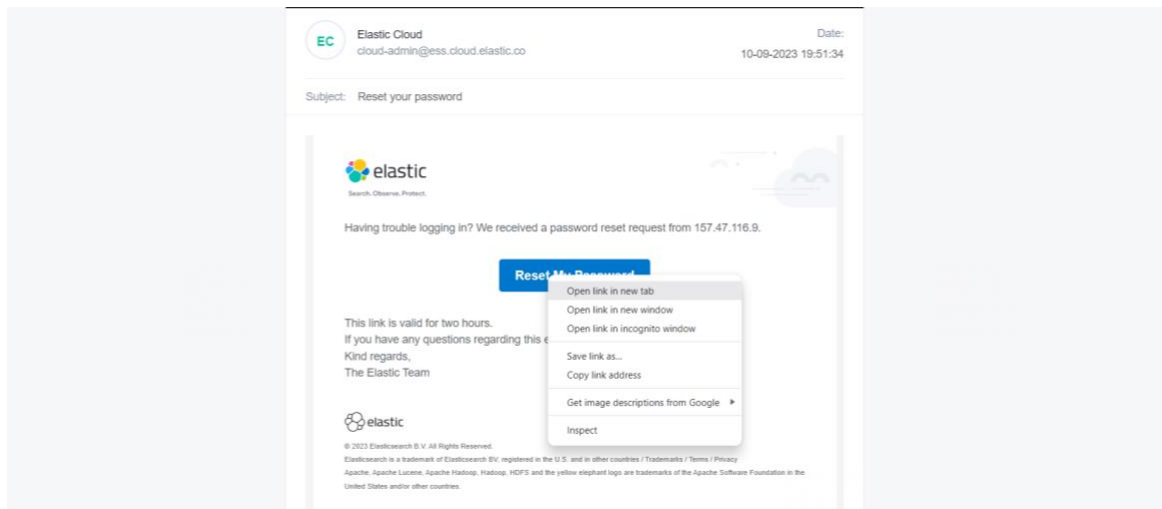 EC
Elastic Cloud
cloud-admin@ess.cloud.elastic.co
Date:
10-09-2023 19:51:34
Subject: Reset your password
elastic
Search. Observe. Protect.
Having trouble logging in? We received a password reset request from 157.47.116.9.
Reset My Password
Open link in new tab
Open link in new window
Open link in incognito window
Save link as...
Copy link address
Get image descriptions from Google
Inspect
This link is valid for two hours.
If you have any questions regarding this
Kind regards,
The Elastic Team
elastic
© 2023 Elasticsearch B.V. All Rights Reserved.
Elasticsearch is a trademark of Elasticsearch BV, registered in the U.S. and in other countries / Trademarks / Terms / Privacy
Apache, Apache Lucene, Apache Hadoop, Hadoop, HDFS and the yellow elephant logo are trademarks of the Apache Software Foundation in the
United States and/or other countries.